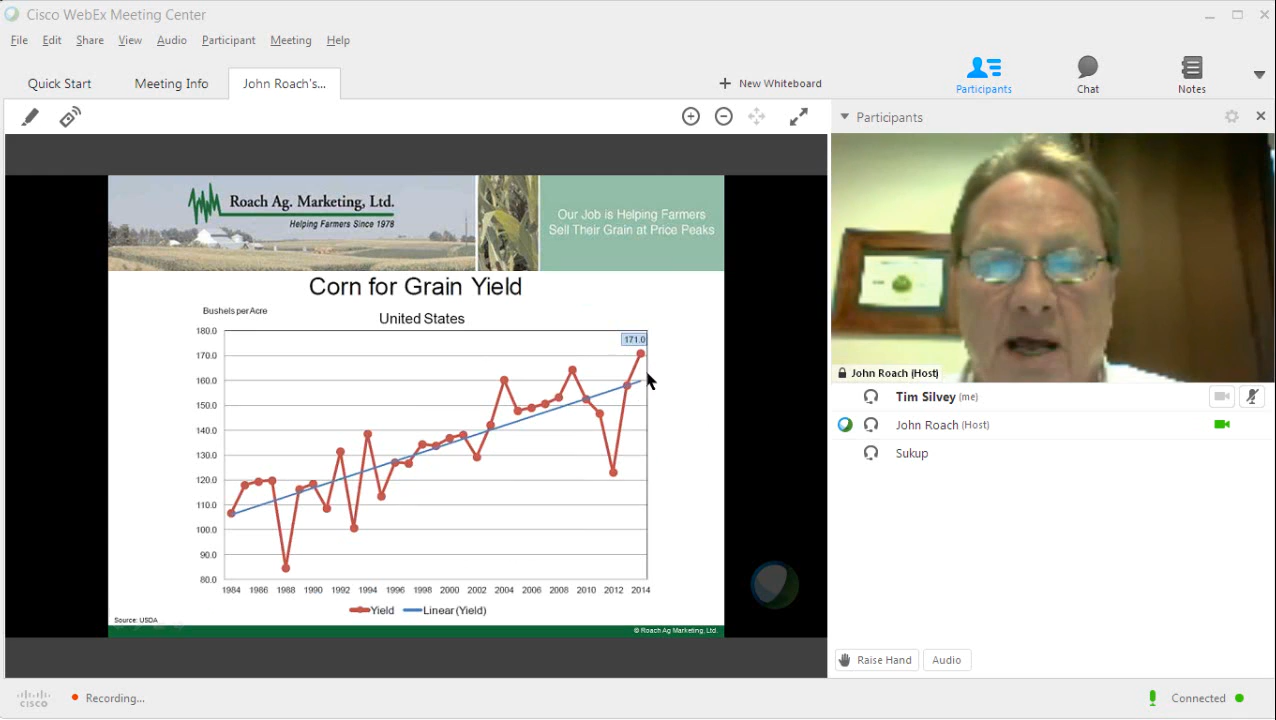 Cisco WebEx Meeting Center
File Edit Share View Audio Participant Meeting Help
Quick Start Meeting Info John Roach's... + New Whiteboard
Participants Chat Notes
Participants
Roach Ag. Marketing, Ltd.
Helping Farmers Since 1978
Our Job is Helping Farmers
Sell Their Grain at Price Peaks
Corn for Grain Yield
Bushels per Acre
United States
180.0
171.0
170.0
160.0
150.0
140.0
130.0
120.0
110.0
100.0
90.0
80.0
1984 1986 1988 1990 1992 1994 1996 1998 2000 2002 2004 2006 2008 2010 2012 2014
Yield Linear (Yield)
Source: USDA
© Roach Ag Marketing, Ltd.
John Roach (Host)
Tim Silvey (me)
John Roach (Host)
Sukup
Raise Hand Audio
CISCO Recording... Connected